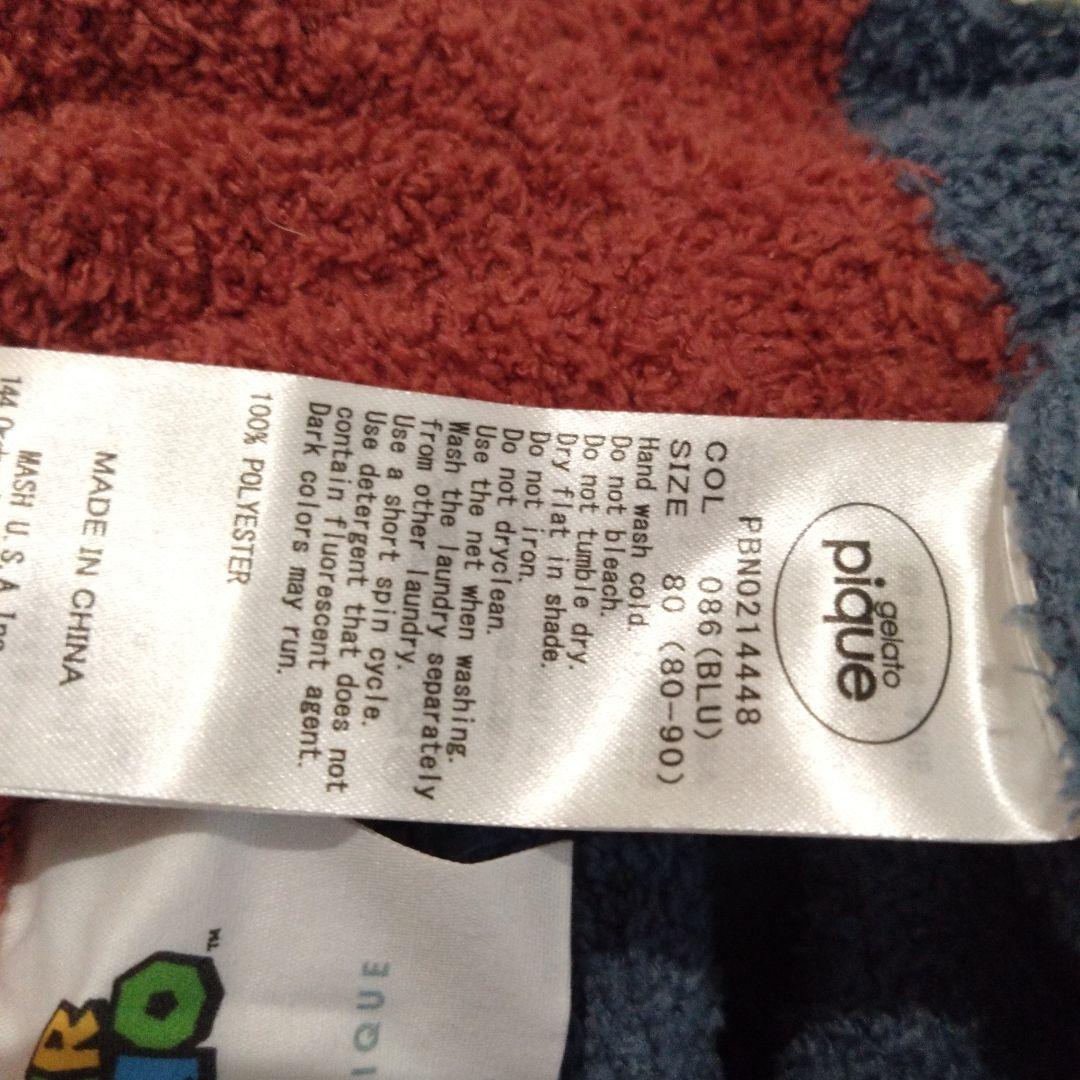 gelato
pique
PBN0214448
COL 086(BLU)
SIZE 80 (80-90)
Hand wash cold.
Do not bleach.
Do not tumble dry.
Dry flat in shade.
Do not iron.
Do not dryclean.
Use the net when washing.
Wash the laundry separately
from other laundry.
Use a short spin cycle.
Use detergent that does not
contain fluorescent agent.
Dark colors may run.
100% POLYESTER
MADE IN CHINA
MASH U.S.A Inc
144
IQUE
TM